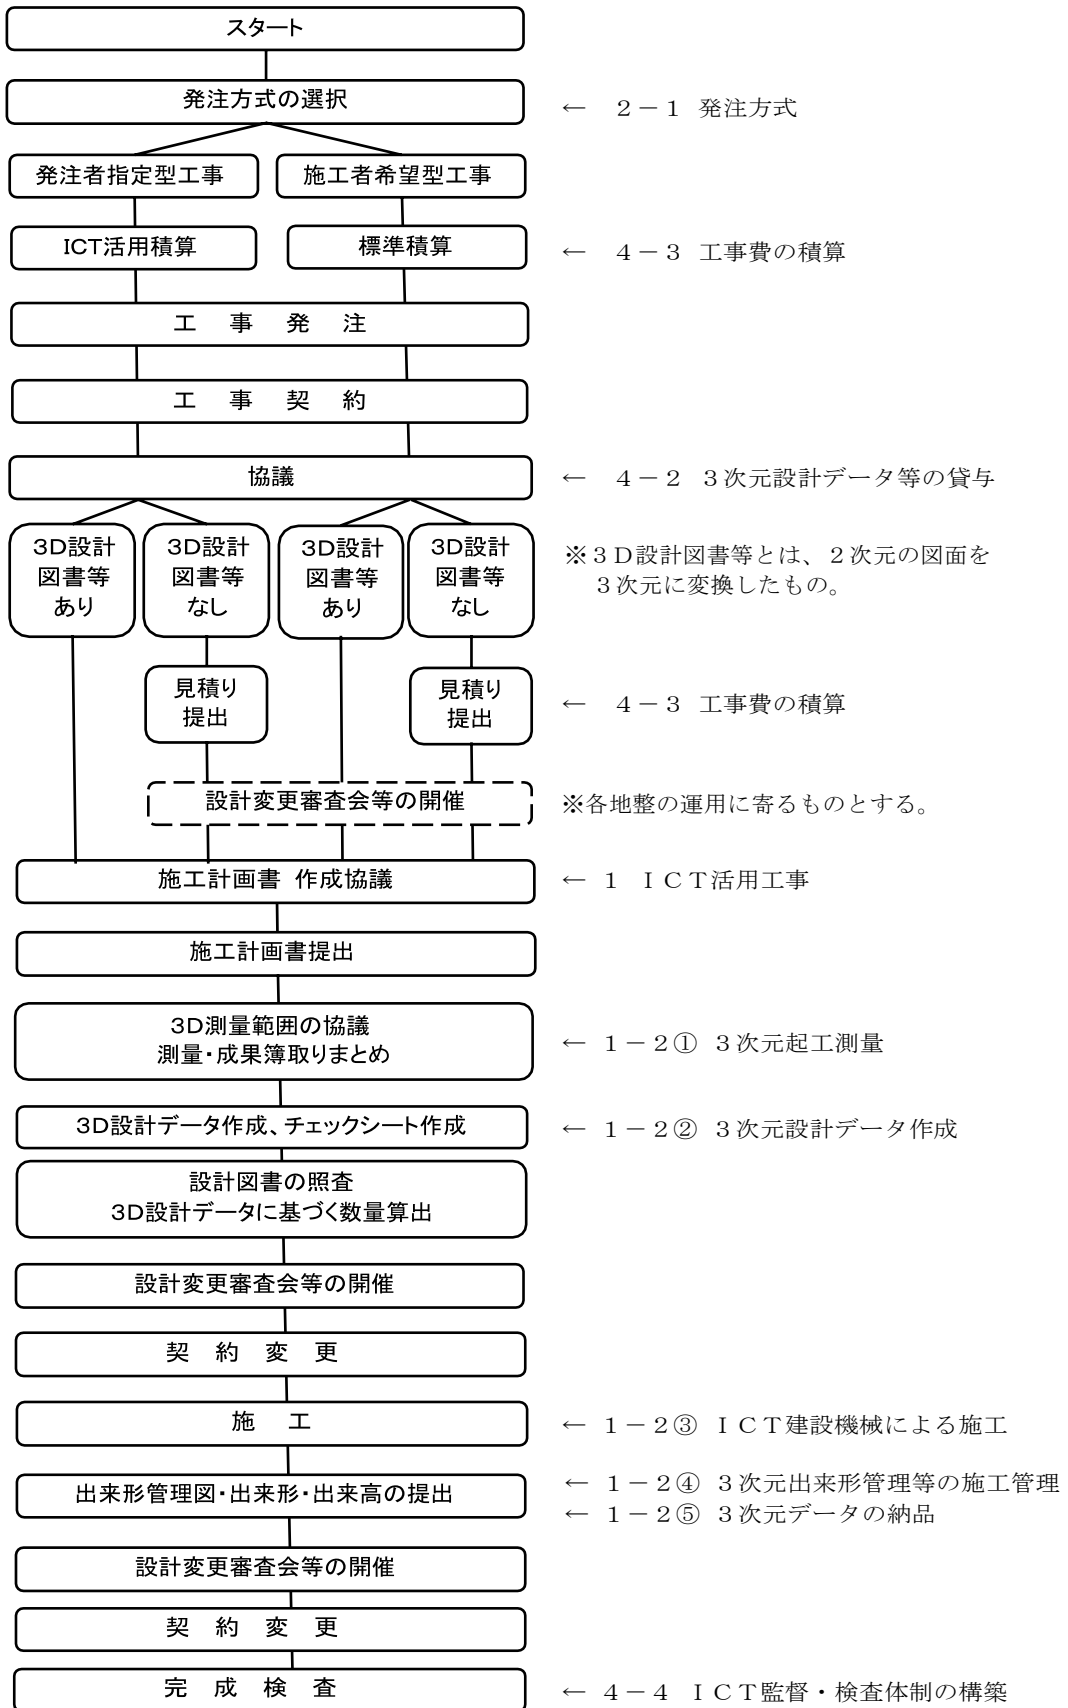 スタート
発注方式の選択
← 2－1 発注方式
発注者指定型工事
施工者希望型工事
ICT活用積算
標準積算
← 4－3 工事費の積算
工 事 発 注
工 事 契 約
協議
← 4－2 3次元設計データ等の貸与
3D設計
図書等
あり
3D設計
図書等
なし
3D設計
図書等
あり
3D設計
図書等
なし
※3D設計図書等とは、2次元の図面を
3次元に変換したもの。
見積り
提出
見積り
提出
← 4－3 工事費の積算
設計変更審査会等の開催
※各地整の運用に寄るものとする。
施工計画書 作成協議
← 1 ICT活用工事
施工計画書提出
3D測量範囲の協議
測量・成果簿取りまとめ
← 1－2① 3次元起工測量
3D設計データ作成、チェックシート作成
← 1－2② 3次元設計データ作成
設計図書の照査
3D設計データに基づく数量算出
設計変更審査会等の開催
契 約 変 更
施 工
← 1－2③ ICT建設機械による施工
出来形管理図・出来形・出来高の提出
← 1－2④ 3次元出来形管理等の施工管理
← 1－2⑤ 3次元データの納品
設計変更審査会等の開催
契 約 変 更
完 成 検 査
← 4－4 ICT監督・検査体制の構築